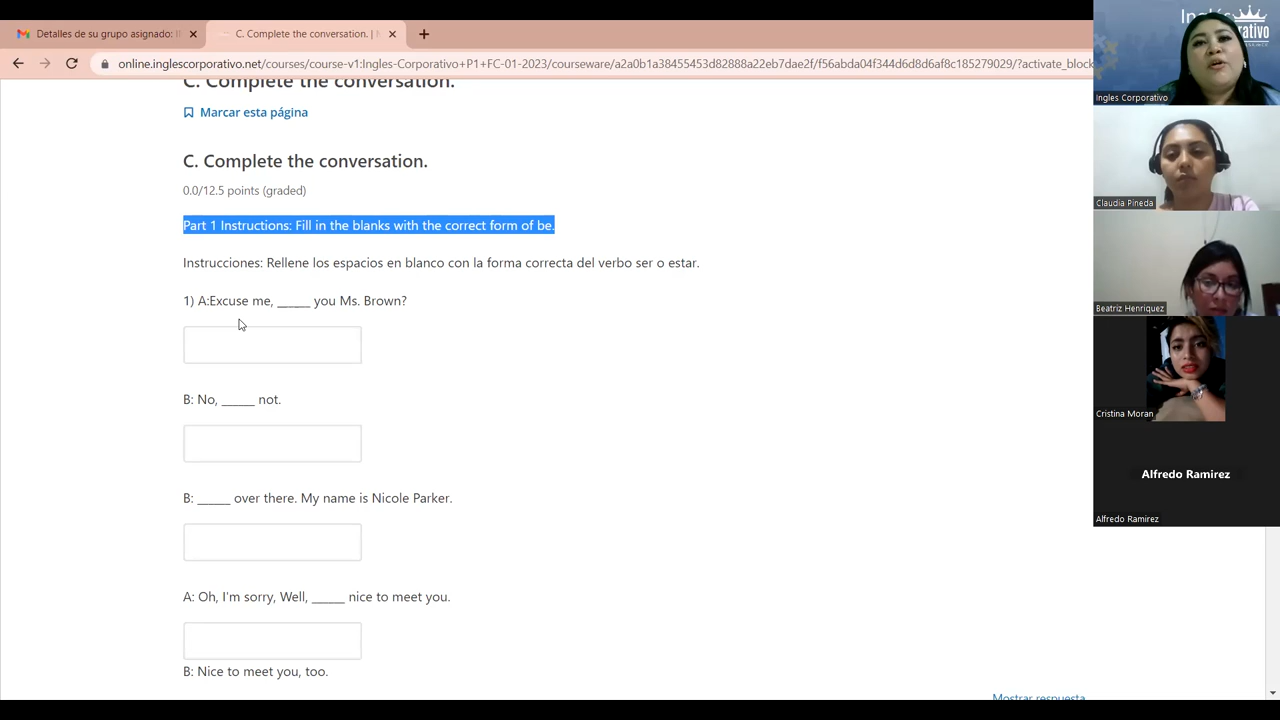 Detalles de su grupo asignado: I
C. Complete the conversation. |
online.inglescorporativo.net/courses/course-v1:Ingles-Corporativo+P1+FC-01-2023/courseware/a2a0b1a38455453d82888a22eb7dae2f/f56abda04f344d6d8d6af8c185279029/?activate_block
C. Complete the conversation.
Marcar esta página
C. Complete the conversation.
0.0/12.5 points (graded)
Part 1 Instructions: Fill in the blanks with the correct form of be.
Instrucciones: Rellene los espacios en blanco con la forma correcta del verbo ser o estar.
1) A:Excuse me, ______ you Ms. Brown?
B: No, ______ not.
B: ______ over there. My name is Nicole Parker.
A: Oh, I'm sorry, Well, ______ nice to meet you.
B: Nice to meet you, too.
Mostrar respuesta
Ingles Corporativo
Claudia Pineda
Beatriz Henriquez
Cristina Moran
Alfredo Ramirez
Alfredo Ramirez